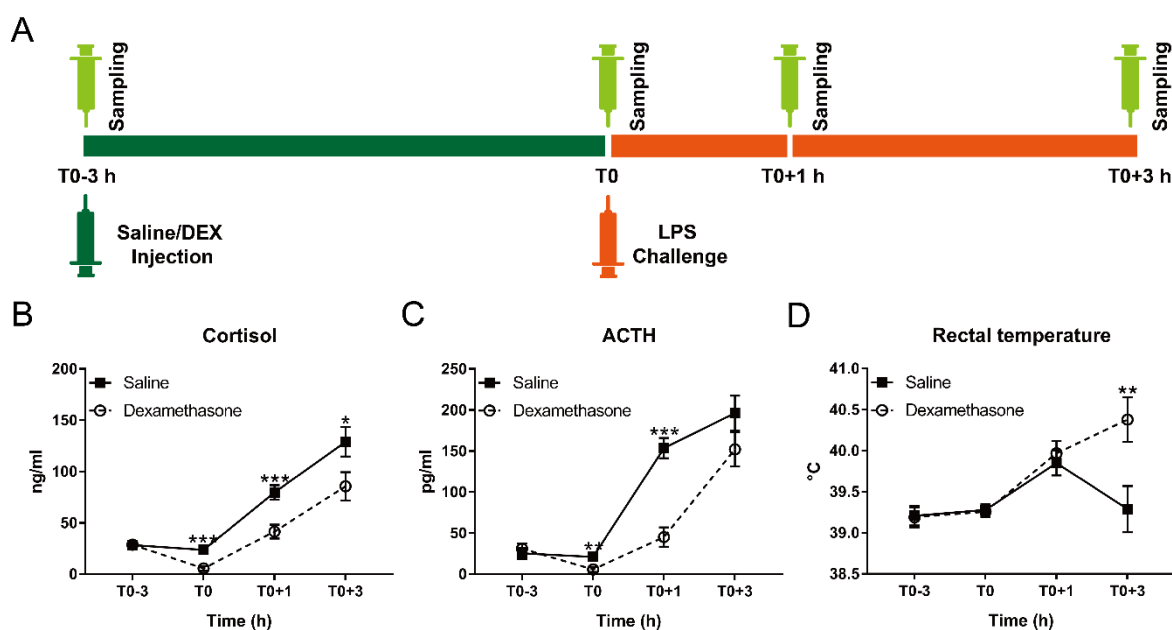 A
Sampling
Sampling
Sampling
Sampling
T0-3 h
T0
T0+1 h
T0+3 h
Saline/DEX
Injection
LPS
Challenge
B
Cortisol
200
150
100
50
0
ng/ml
Saline
Dexamethasone
***
***
*
T0-3
T0
T0+1
T0+3
Time (h)
C
ACTH
250
200
150
100
50
0
pg/ml
Saline
Dexamethasone
**
***
T0-3
T0
T0+1
T0+3
Time (h)
D
Rectal temperature
41.0
40.5
40.0
39.5
39.0
38.5
°C
Saline
Dexamethasone
**
T0-3
T0
T0+1
T0+3
Time (h)